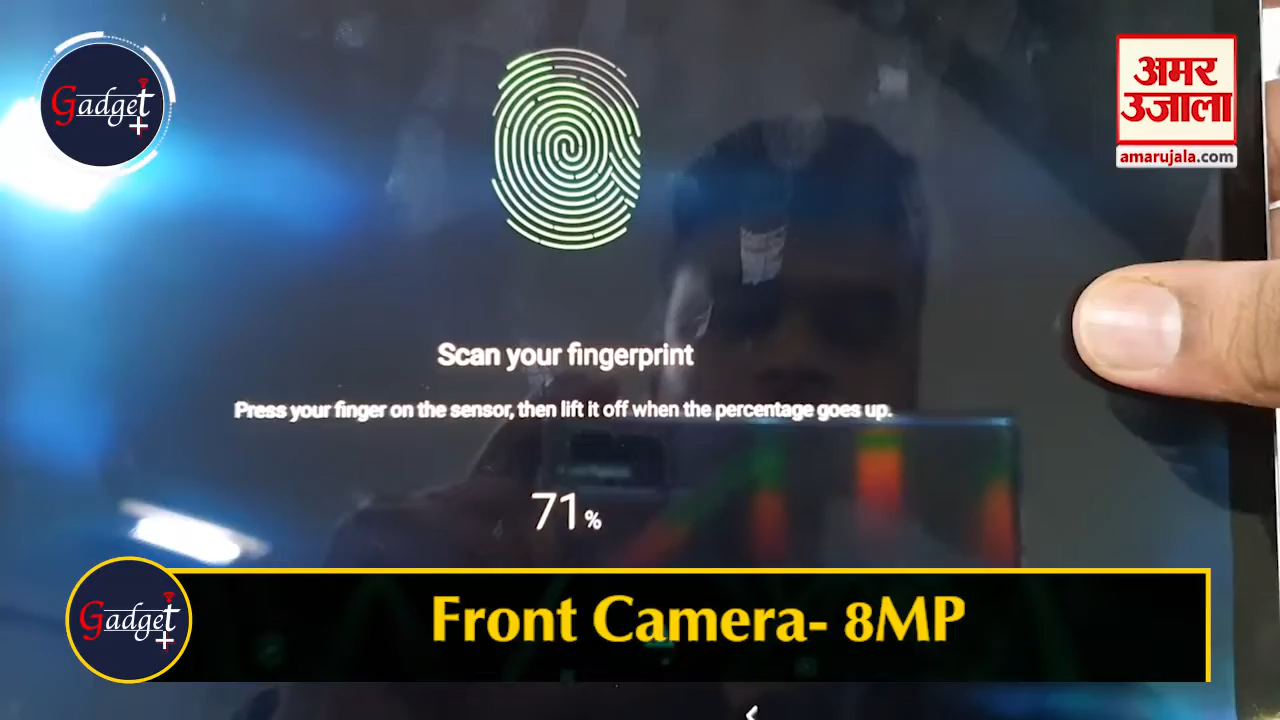 Gadget+
अमर
उजाला
amarujala.com
Scan your fingerprint
Press your finger on the sensor, then lift it off when the percentage goes up.
71%
Gadget+
Front Camera- 8MP